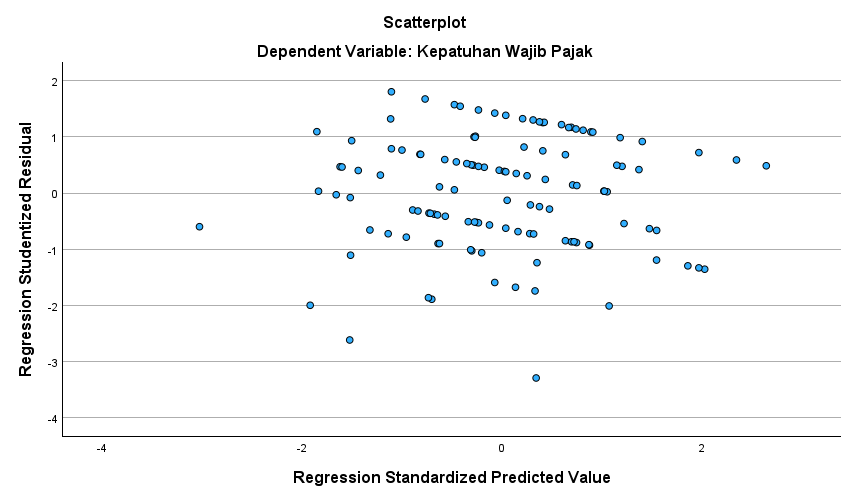 Scatterplot
Dependent Variable: Kepatuhan Wajib Pajak
Regression Studentized Residual
2
1
0
-1
-2
-3
-4
-4
-2
0
2
Regression Standardized Predicted Value